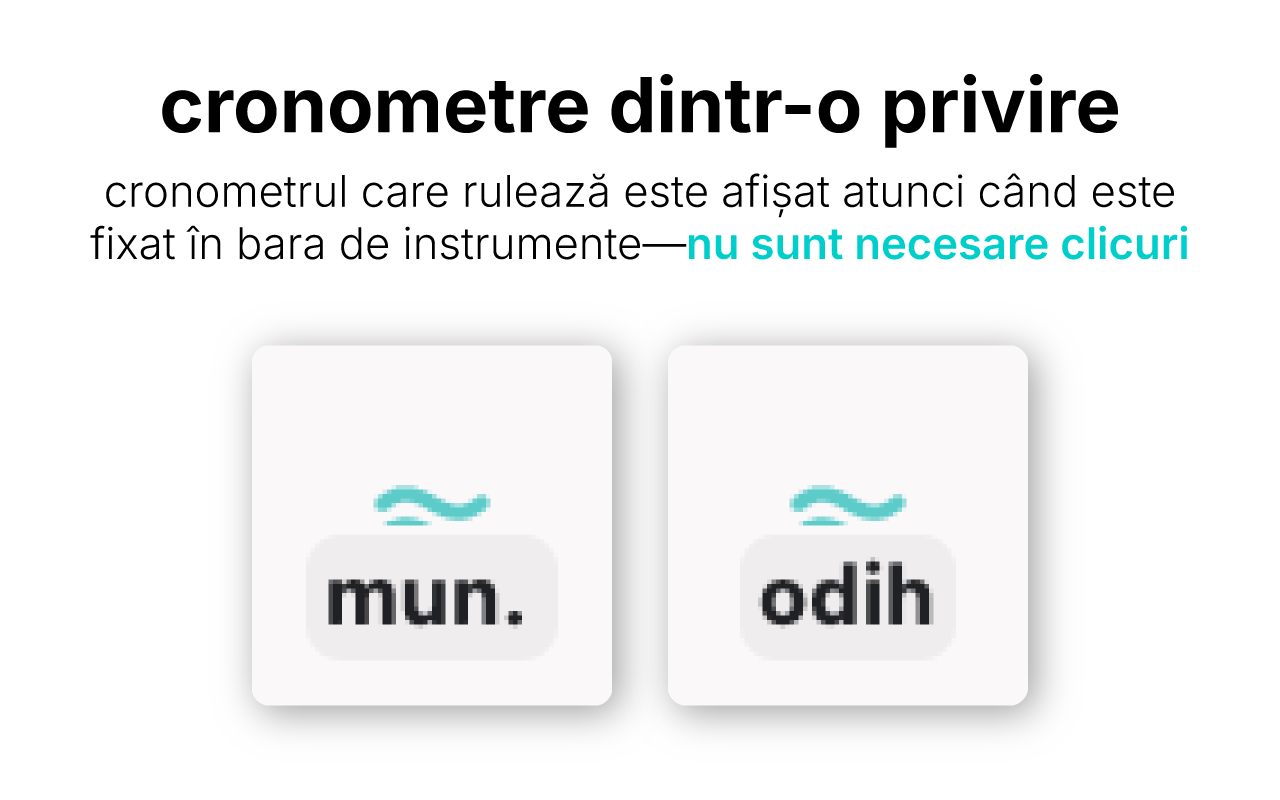 cronometre dintr-o privire
cronometrul care rulează este afișat atunci când este
fixat în bara de instrumente—nu sunt necesare clicuri
mun.
odih